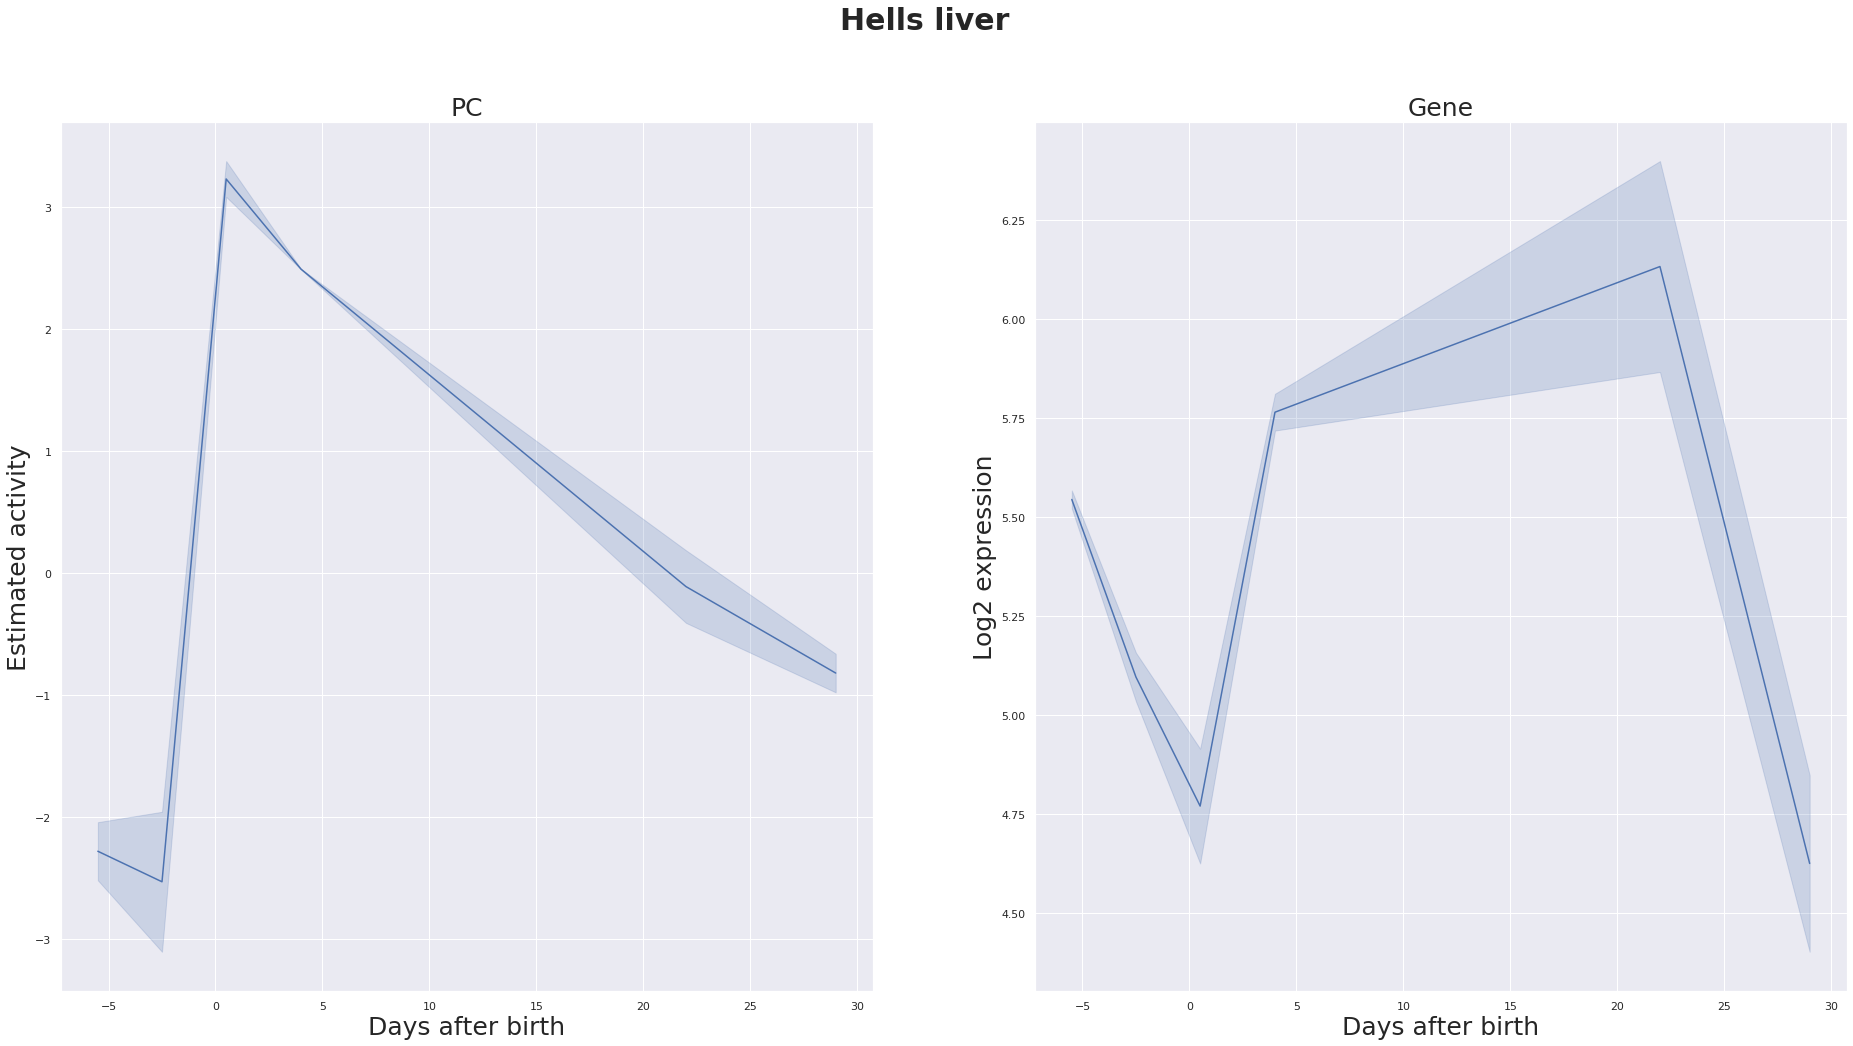 Hells liver
PC
Estimated activity
3
2
1
0
−1
−2
−3
−5 0 5 10 15 20 25 30
Days after birth
Gene
Log2 expression
6.25
6.00
5.75
5.50
5.25
5.00
4.75
4.50
−5 0 5 10 15 20 25 30
Days after birth